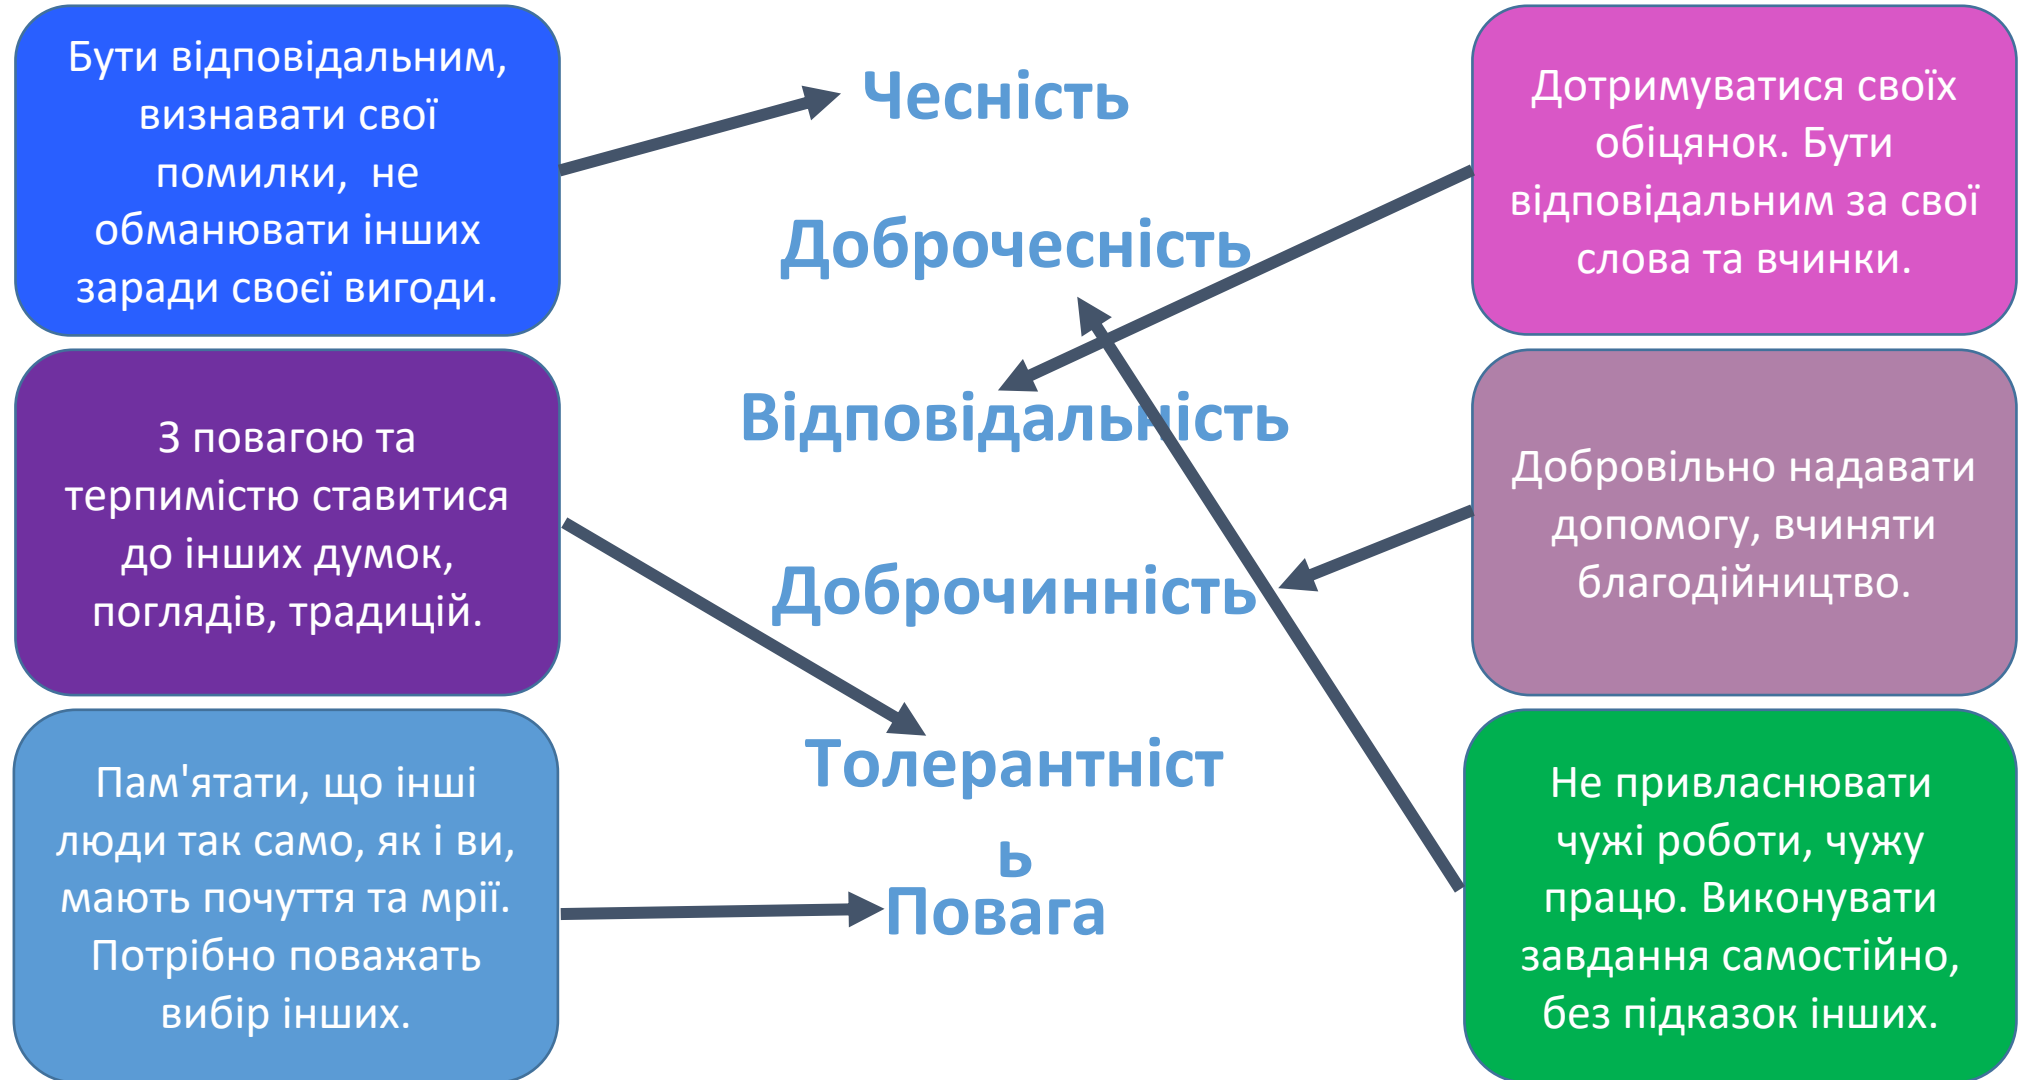 Бути відповідальним,
визнавати свої
помилки,  не
обманювати інших
заради своєї вигоди.
З повагою та
терпимістю ставитися
до інших думок,
поглядів, традицій.
Пам'ятати, що інші
люди так само, як і ви,
мають почуття та мрії.
Потрібно поважать
вибір інших.
Чесність
Доброчесність
Відповідальність
Доброчинність
Толерантніст
ь
Повага
Дотримуватися своїх
обіцянок. Бути
відповідальним за свої
слова та вчинки.
Добровільно надавати
допомогу, вчиняти
благодійництво.
Не привласнювати
чужі роботи, чужу
працю. Виконувати
завдання самостійно,
без підказок інших.